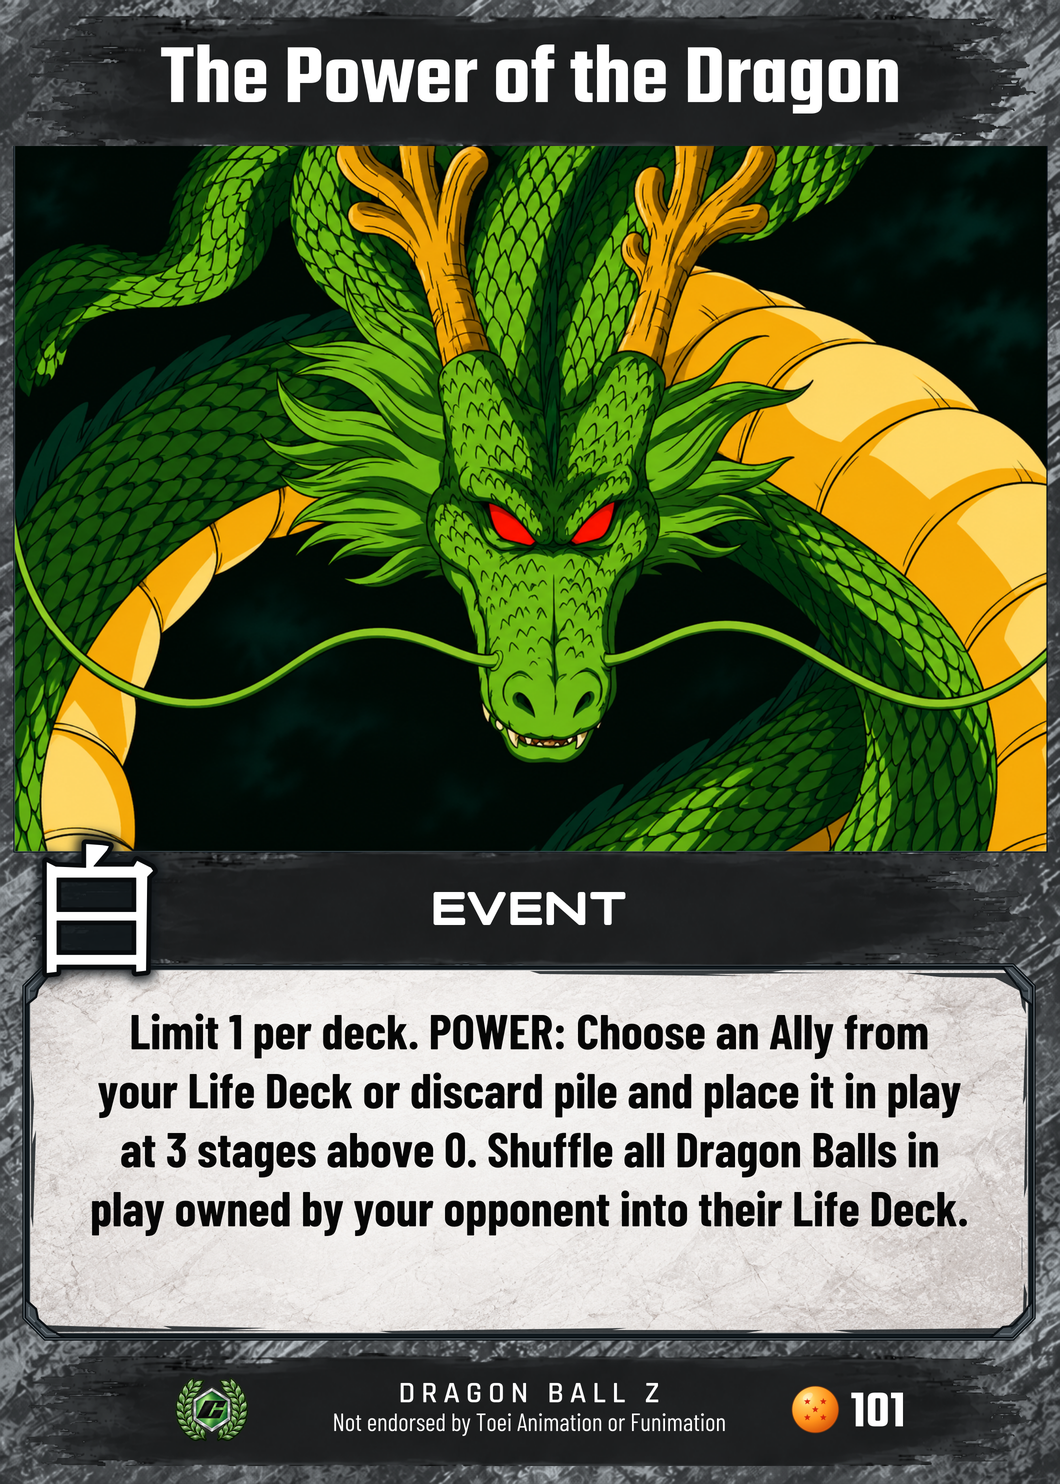 The Power of the Dragon
白
EVENT
Limit 1 per deck. POWER: Choose an Ally from
your Life Deck or discard pile and place it in play
at 3 stages above 0. Shuffle all Dragon Balls in
play owned by your opponent into their Life Deck.
DRAGON BALL Z
Not endorsed by Toei Animation or Funimation
101